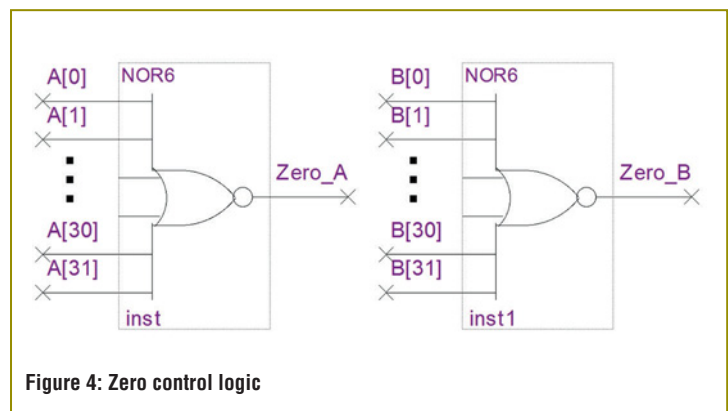 A[0]
NOR6
A[1]
Zero_A
A[30]
A[31]
inst
B[0]
NOR6
B[1]
Zero_B
B[30]
B[31]
inst1
Figure 4: Zero control logic